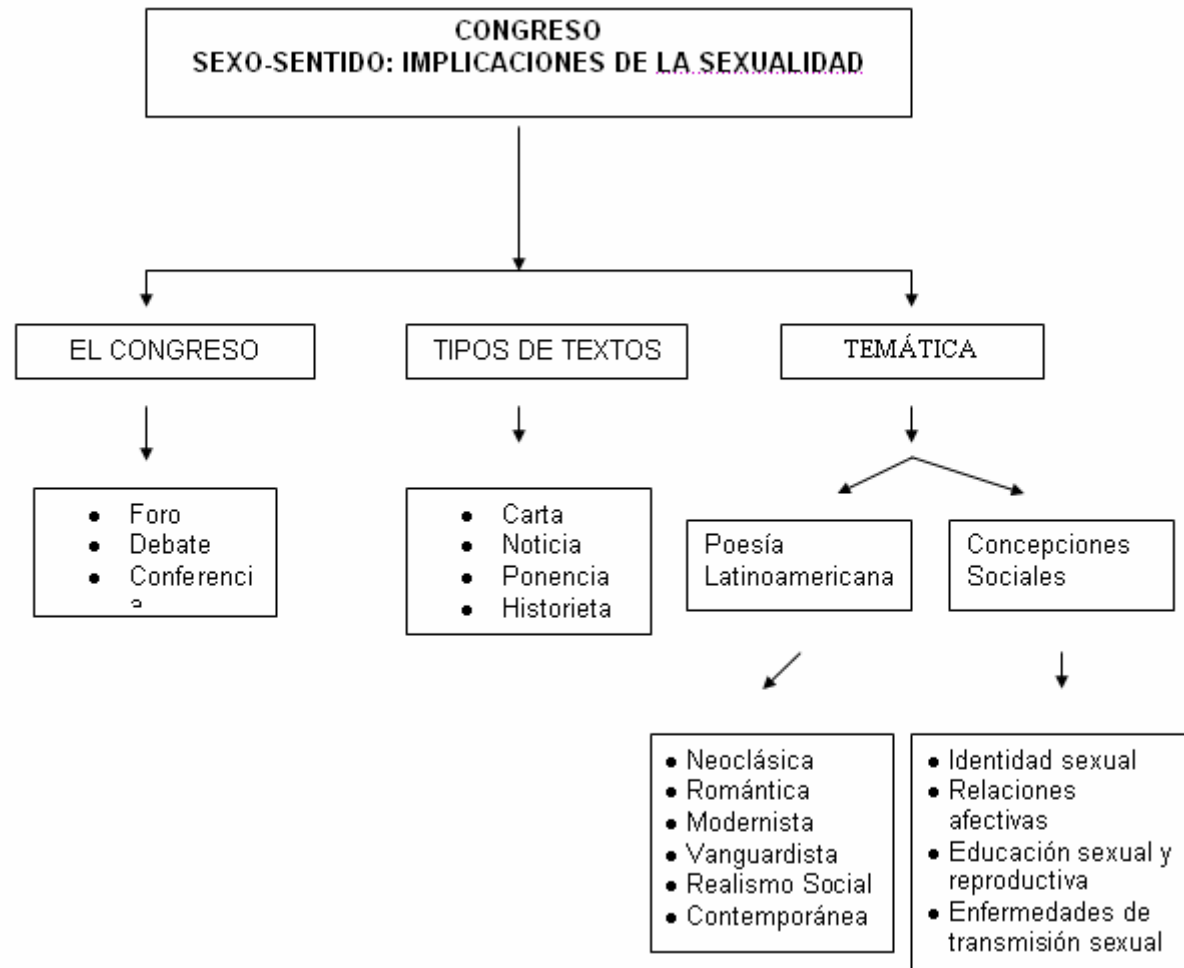 CONGRESO
SEXO-SENTIDO: IMPLICACIONES DE LA SEXUALIDAD
EL CONGRESO
TIPOS DE TEXTOS
TEMÁTICA
• Foro
• Debate
• Conferenci
a
• Carta
• Noticia
• Ponencia
• Historieta
Poesía
Latinoamericana
Concepciones
Sociales
• Neoclásica
• Romántica
• Modernista
• Vanguardista
• Realismo Social
• Contemporánea
• Identidad sexual
• Relaciones
afectivas
• Educación sexual y
reproductiva
• Enfermedades de
transmisión sexual